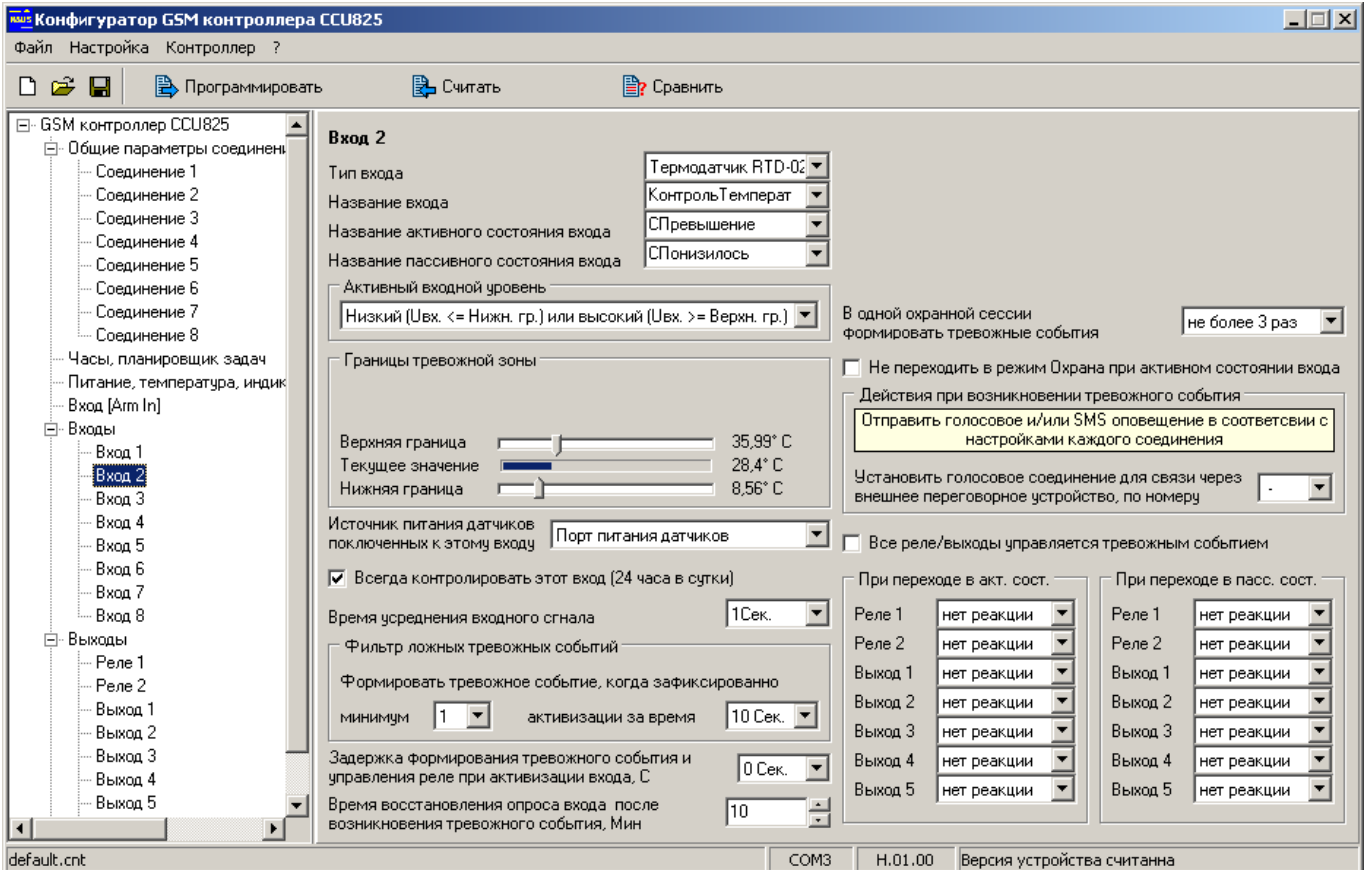 Конфигуратор GSM контроллера CCU825
Файл Настройка Контроллер ?
Программировать Считать Сравнить
GSM контроллер CCU825
Общие параметры соединени
Соединение 1
Соединение 2
Соединение 3
Соединение 4
Соединение 5
Соединение 6
Соединение 7
Соединение 8
Часы, планировщик задач
Питание, температура, индик
Вход [Arm In]
Входы
Вход 1
Вход 2
Вход 3
Вход 4
Вход 5
Вход 6
Вход 7
Вход 8
Выходы
Реле 1
Реле 2
Выход 1
Выход 2
Выход 3
Выход 4
Выход 5
Вход 2
Тип входа Термодатчик RTD-02
Название входа КонтрольТемперат
Название активного состояния входа СПревышение
Название пассивного состояния входа СПонизилось
Активный входной уровень
Низкий (Uвх. <= Нижн. гр.) или высокий (Uвх. >= Верхн. гр.)
Границы тревожной зоны
Верхняя граница 35,99° C
Текущее значение 28,4° C
Нижняя граница 8,56° C
Источник питания датчиков
поключенных к этому входу Порт питания датчиков
Всегда контролировать этот вход (24 часа в сутки)
Время усреднения входного сгнала 1Сек.
Фильтр ложных тревожных событий
Формировать тревожное событие, когда зафиксированно
минимум 1 активизации за время 10 Сек.
Задержка формирования тревожного события и
управления реле при активизации входа, С 0 Сек.
Время восстановления опроса входа после
возникновения тревожного события, Мин 10
В одной охранной сессии
формировать тревожные события не более 3 раз
Не переходить в режим Охрана при активном состоянии входа
Действия при возникновении тревожного события
Отправить голосовое и/или SMS оповещение в соответсвии с
настройками каждого соединения
Установить голосовое соединение для связи через
внешнее переговорное устройство, по номеру -
Все реле/выходы управляется тревожным событием
При переходе в акт. сост.
Реле 1 нет реакции
Реле 2 нет реакции
Выход 1 нет реакции
Выход 2 нет реакции
Выход 3 нет реакции
Выход 4 нет реакции
Выход 5 нет реакции
При переходе в пасс. сост.
Реле 1 нет реакции
Реле 2 нет реакции
Выход 1 нет реакции
Выход 2 нет реакции
Выход 3 нет реакции
Выход 4 нет реакции
Выход 5 нет реакции
default.cnt COM3 H.01.00 Версия устройства считанна